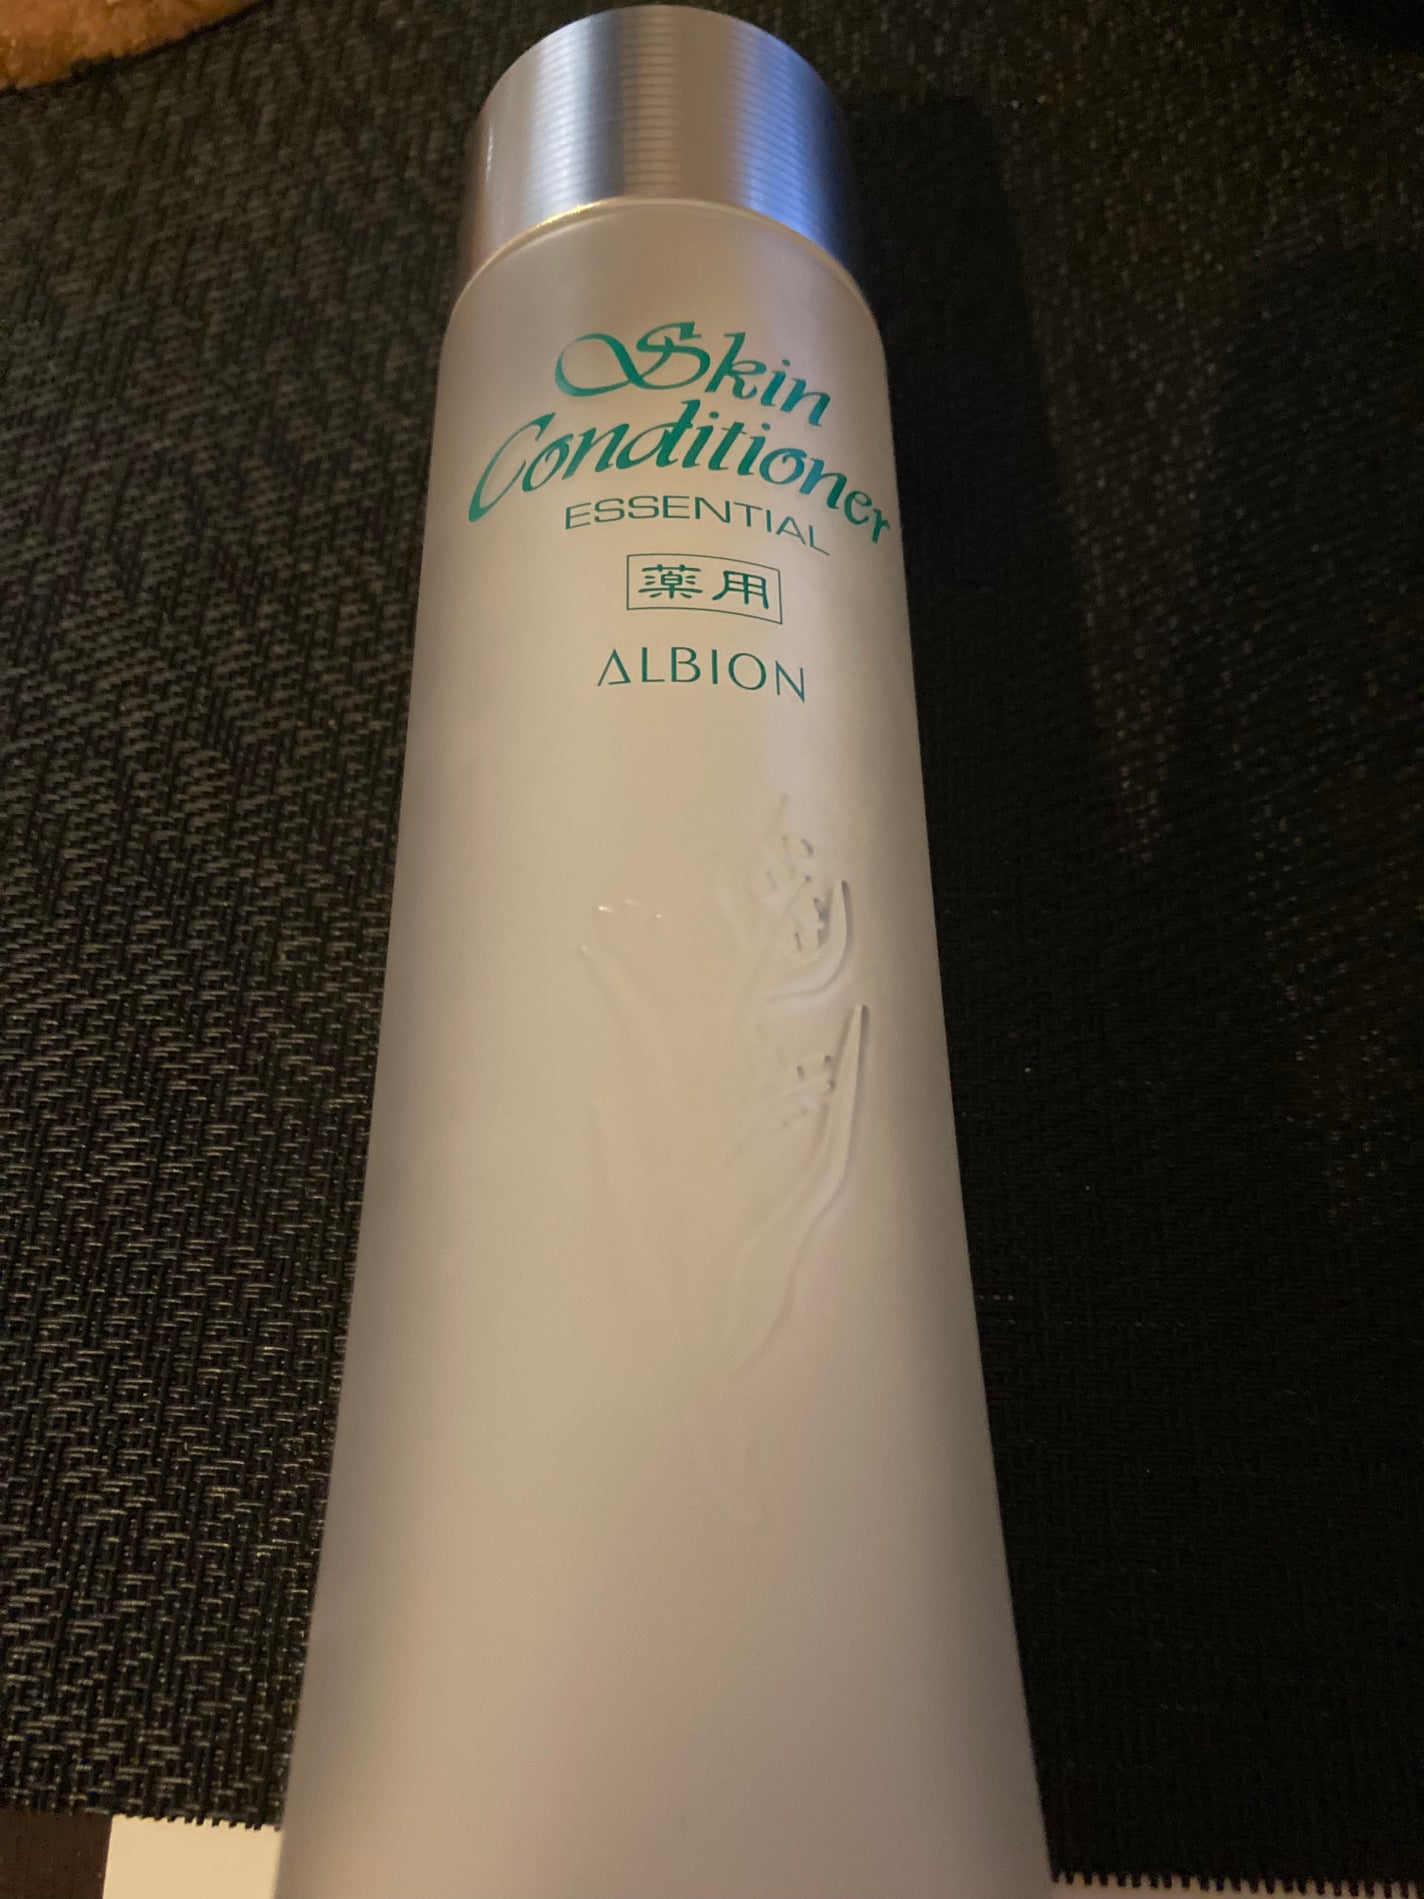 Skin
Conditioner
ESSENTIAL
薬用
ALBION